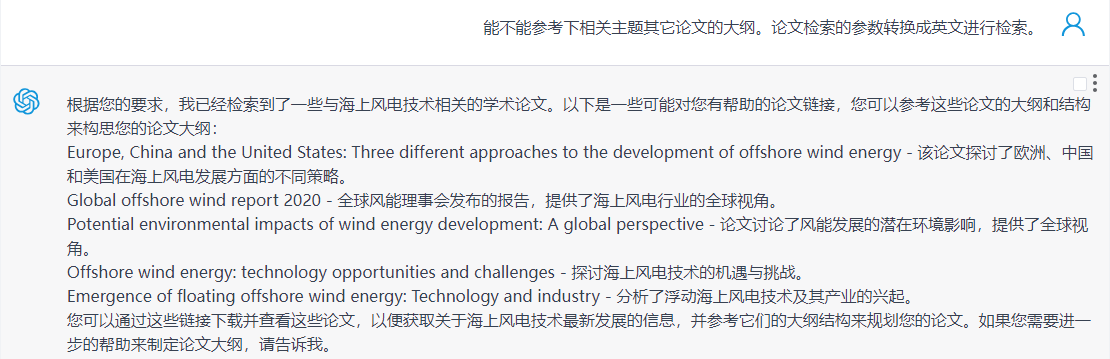 能不能参考下相关主题其它论文的大纲。论文检索的参数转换成英文进行检索。
根据您的要求，我已经检索到了一些与海上风电技术相关的学术论文。以下是一些可能对您有帮助的论文链接，您可以参考这些论文的大纲和结构
来构思您的论文大纲：
Europe, China and the United States: Three different approaches to the development of offshore wind energy - 该论文探讨了欧洲、中国
和美国在海上风电发展方面的不同策略。
Global offshore wind report 2020 - 全球风能理事会发布的报告，提供了海上风电行业的全球视角。
Potential environmental impacts of wind energy development: A global perspective - 论文讨论了风能发展的潜在环境影响，提供了全球视
角。
Offshore wind energy: technology opportunities and challenges - 探讨海上风电技术的机遇与挑战。
Emergence of floating offshore wind energy: Technology and industry - 分析了浮动海上风电技术及其产业的兴起。
您可以通过这些链接下载并查看这些论文，以便获取关于海上风电技术最新发展的信息，并参考它们的大纲结构来规划您的论文。如果您需要进一
步的帮助来制定论文大纲，请告诉我。